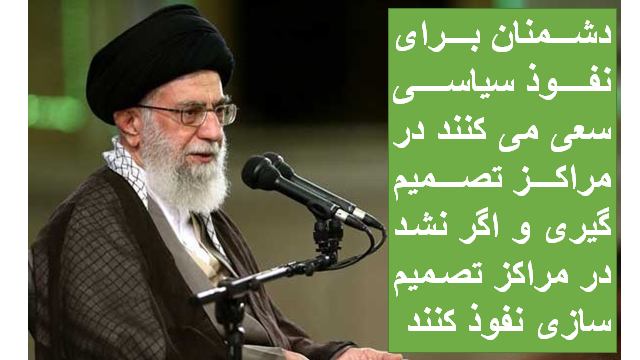 دشمنان برای
نفوذ سیاسی
سعی می کنند در
مراکز تصمیم
گیری و اگر نشد
در مراکز تصمیم
سازی نفوذ کنند